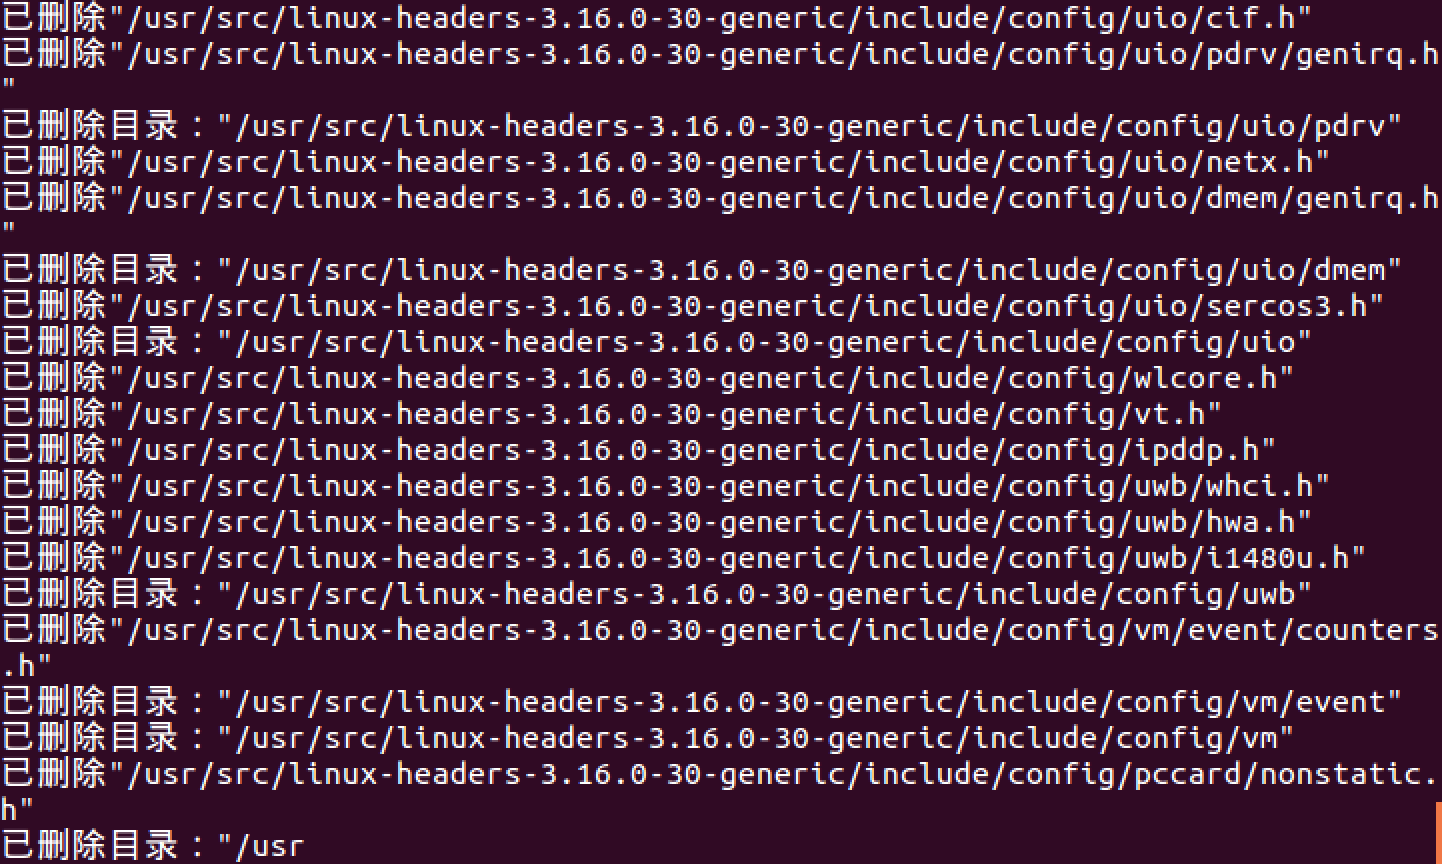 已删除"/usr/src/linux-headers-3.16.0-30-generic/include/config/uio/cif.h"
已删除"/usr/src/linux-headers-3.16.0-30-generic/include/config/uio/pdrv/genirq.h
"
已删除目录："/usr/src/linux-headers-3.16.0-30-generic/include/config/uio/pdrv"
已删除"/usr/src/linux-headers-3.16.0-30-generic/include/config/uio/netx.h"
已删除"/usr/src/linux-headers-3.16.0-30-generic/include/config/uio/dmem/genirq.h
"
已删除目录："/usr/src/linux-headers-3.16.0-30-generic/include/config/uio/dmem"
已删除"/usr/src/linux-headers-3.16.0-30-generic/include/config/uio/sercos3.h"
已删除目录："/usr/src/linux-headers-3.16.0-30-generic/include/config/uio"
已删除"/usr/src/linux-headers-3.16.0-30-generic/include/config/wlcore.h"
已删除"/usr/src/linux-headers-3.16.0-30-generic/include/config/vt.h"
已删除"/usr/src/linux-headers-3.16.0-30-generic/include/config/ipddp.h"
已删除"/usr/src/linux-headers-3.16.0-30-generic/include/config/uwb/whci.h"
已删除"/usr/src/linux-headers-3.16.0-30-generic/include/config/uwb/hwa.h"
已删除"/usr/src/linux-headers-3.16.0-30-generic/include/config/uwb/i1480u.h"
已删除目录："/usr/src/linux-headers-3.16.0-30-generic/include/config/uwb"
已删除"/usr/src/linux-headers-3.16.0-30-generic/include/config/vm/event/counters
.h"
已删除目录："/usr/src/linux-headers-3.16.0-30-generic/include/config/vm/event"
已删除目录："/usr/src/linux-headers-3.16.0-30-generic/include/config/vm"
已删除"/usr/src/linux-headers-3.16.0-30-generic/include/config/pccard/nonstatic.
h"
已删除目录："/usr